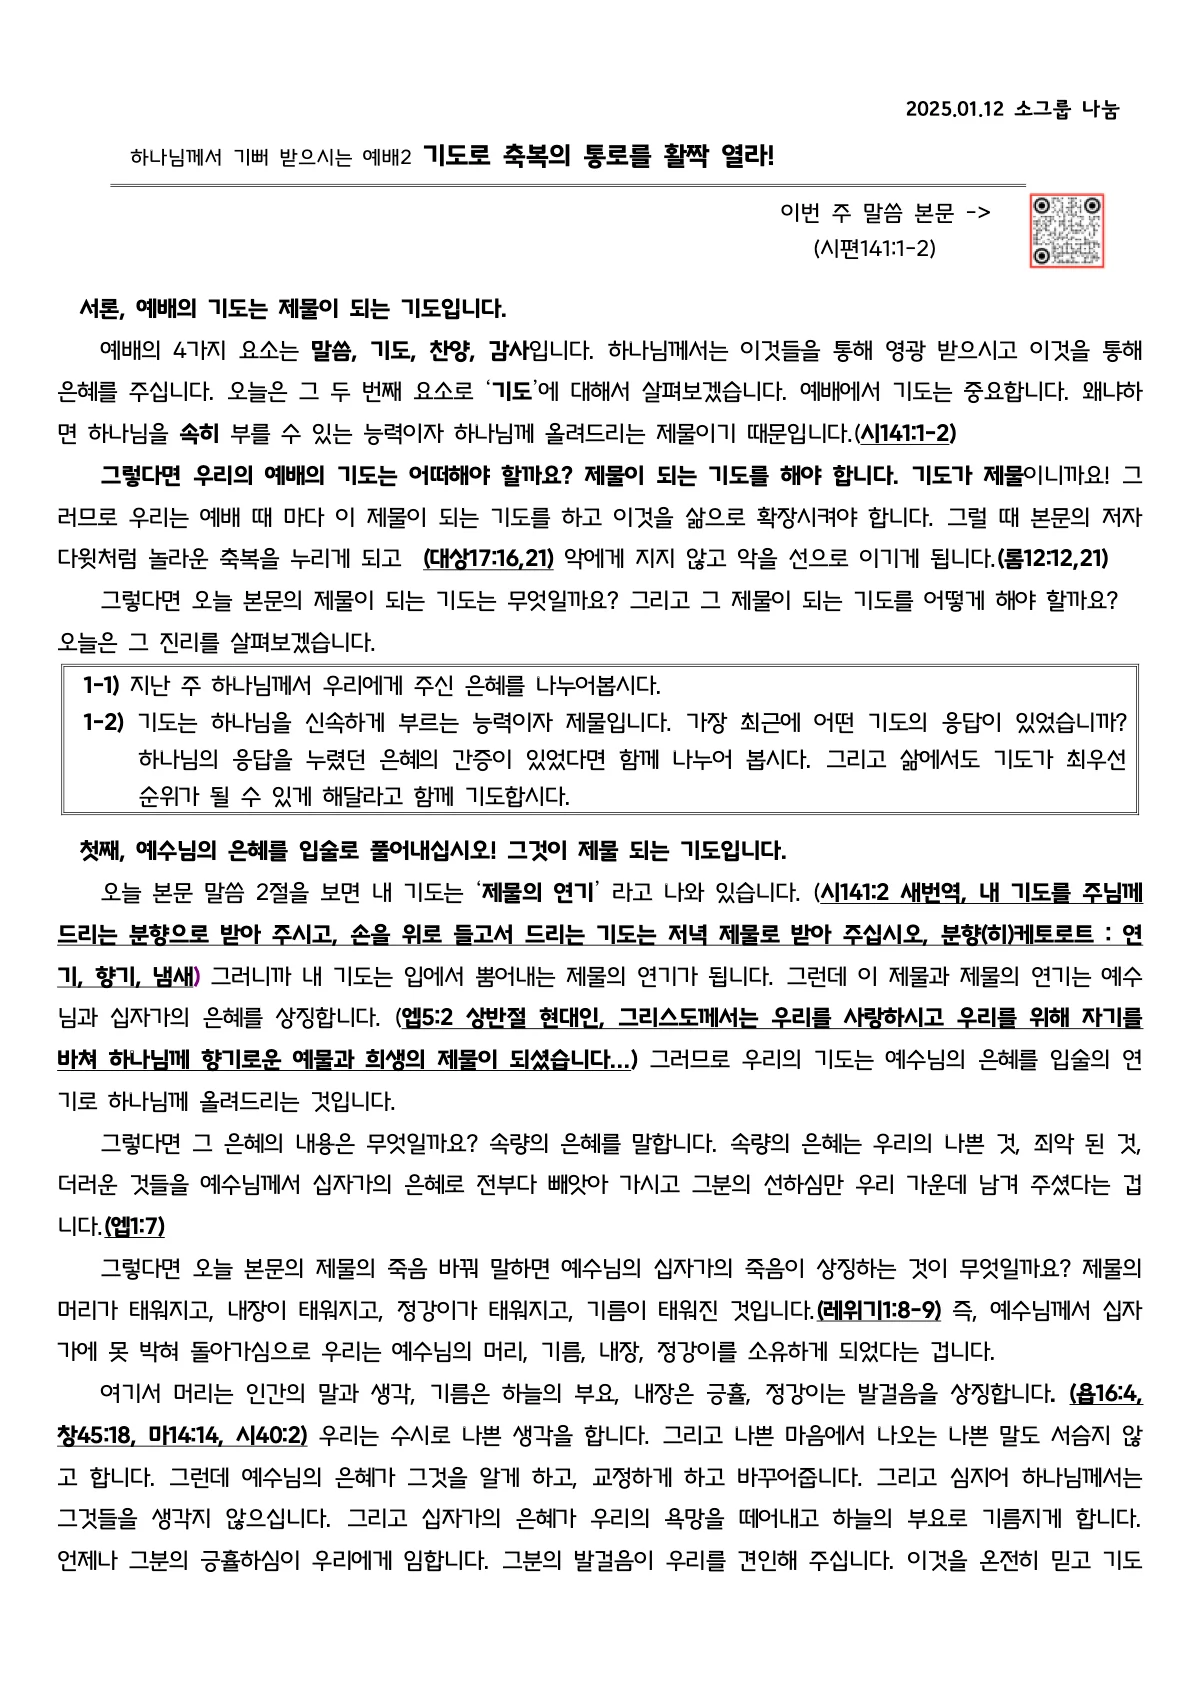 2025.01.12 소그룹 나눔
하나님께서 기뻐 받으시는 예배2 기도로 축복의 통로를 활짝 열라!
이번 주 말씀 본문 ->
(시편141:1-2)
서론, 예배의 기도는 제물이 되는 기도입니다.
예배의 4가지 요소는 말씀, 기도, 찬양, 감사입니다. 하나님께서는 이것들을 통해 영광 받으시고 이것을 통해
은혜를 주십니다. 오늘은 그 두 번째 요소로 ‘기도’에 대해서 살펴보겠습니다. 예배에서 기도는 중요합니다. 왜냐하
면 하나님을 속히 부를 수 있는 능력이자 하나님께 올려드리는 제물이기 때문입니다.(시141:1-2)
그렇다면 우리의 예배의 기도는 어떠해야 할까요? 제물이 되는 기도를 해야 합니다. 기도가 제물이니까요! 그
러므로 우리는 예배 때 마다 이 제물이 되는 기도를 하고 이것을 삶으로 확장시켜야 합니다. 그럴 때 본문의 저자
다윗처럼 놀라운 축복을 누리게 되고 (대상17:16,21) 악에게 지지 않고 악을 선으로 이기게 됩니다.(롬12:12,21)
그렇다면 오늘 본문의 제물이 되는 기도는 무엇일까요? 그리고 그 제물이 되는 기도를 어떻게 해야 할까요?
오늘은 그 진리를 살펴보겠습니다.
1-1) 지난 주 하나님께서 우리에게 주신 은혜를 나누어봅시다.
1-2) 기도는 하나님을 신속하게 부르는 능력이자 제물입니다. 가장 최근에 어떤 기도의 응답이 있었습니까?
하나님의 응답을 누렸던 은혜의 간증이 있었다면 함께 나누어 봅시다. 그리고 삶에서도 기도가 최우선
순위가 될 수 있게 해달라고 함께 기도합시다.
첫째, 예수님의 은혜를 입술로 풀어내십시오! 그것이 제물 되는 기도입니다.
오늘 본문 말씀 2절을 보면 내 기도는 ‘제물의 연기’ 라고 나와 있습니다. (시141:2 새번역, 내 기도를 주님께
드리는 분향으로 받아 주시고, 손을 위로 들고서 드리는 기도는 저녁 제물로 받아 주십시오, 분향(히)케토로트 : 연
기, 향기, 냄새) 그러니까 내 기도는 입에서 뿜어내는 제물의 연기가 됩니다. 그런데 이 제물과 제물의 연기는 예수
님과 십자가의 은혜를 상징합니다. (엡5:2 상반절 현대인, 그리스도께서는 우리를 사랑하시고 우리를 위해 자기를
바쳐 하나님께 향기로운 예물과 희생의 제물이 되셨습니다...) 그러므로 우리의 기도는 예수님의 은혜를 입술의 연
기로 하나님께 올려드리는 것입니다.
그렇다면 그 은혜의 내용은 무엇일까요? 속량의 은혜를 말합니다. 속량의 은혜는 우리의 나쁜 것, 죄악 된 것,
더러운 것들을 예수님께서 십자가의 은혜로 전부다 빼앗아 가시고 그분의 선하심만 우리 가운데 남겨 주셨다는 겁
니다.(엡1:7)
그렇다면 오늘 본문의 제물의 죽음 바꿔 말하면 예수님의 십자가의 죽음이 상징하는 것이 무엇일까요? 제물의
머리가 태워지고, 내장이 태워지고, 정강이가 태워지고, 기름이 태워진 것입니다.(레위기1:8-9) 즉, 예수님께서 십자
가에 못 박혀 돌아가심으로 우리는 예수님의 머리, 기름, 내장, 정강이를 소유하게 되었다는 겁니다.
여기서 머리는 인간의 말과 생각, 기름은 하늘의 부요, 내장은 긍휼, 정강이는 발걸음을 상징합니다. (욥16:4,
창45:18, 마14:14, 시40:2) 우리는 수시로 나쁜 생각을 합니다. 그리고 나쁜 마음에서 나오는 나쁜 말도 서슴지 않
고 합니다. 그런데 예수님의 은혜가 그것을 알게 하고, 교정하게 하고 바꾸어줍니다. 그리고 심지어 하나님께서는
그것들을 생각지 않으십니다. 그리고 십자가의 은혜가 우리의 욕망을 떼어내고 하늘의 부요로 기름지게 합니다.
언제나 그분의 긍휼하심이 우리에게 임합니다. 그분의 발걸음이 우리를 견인해 주십니다. 이것을 온전히 믿고 기도